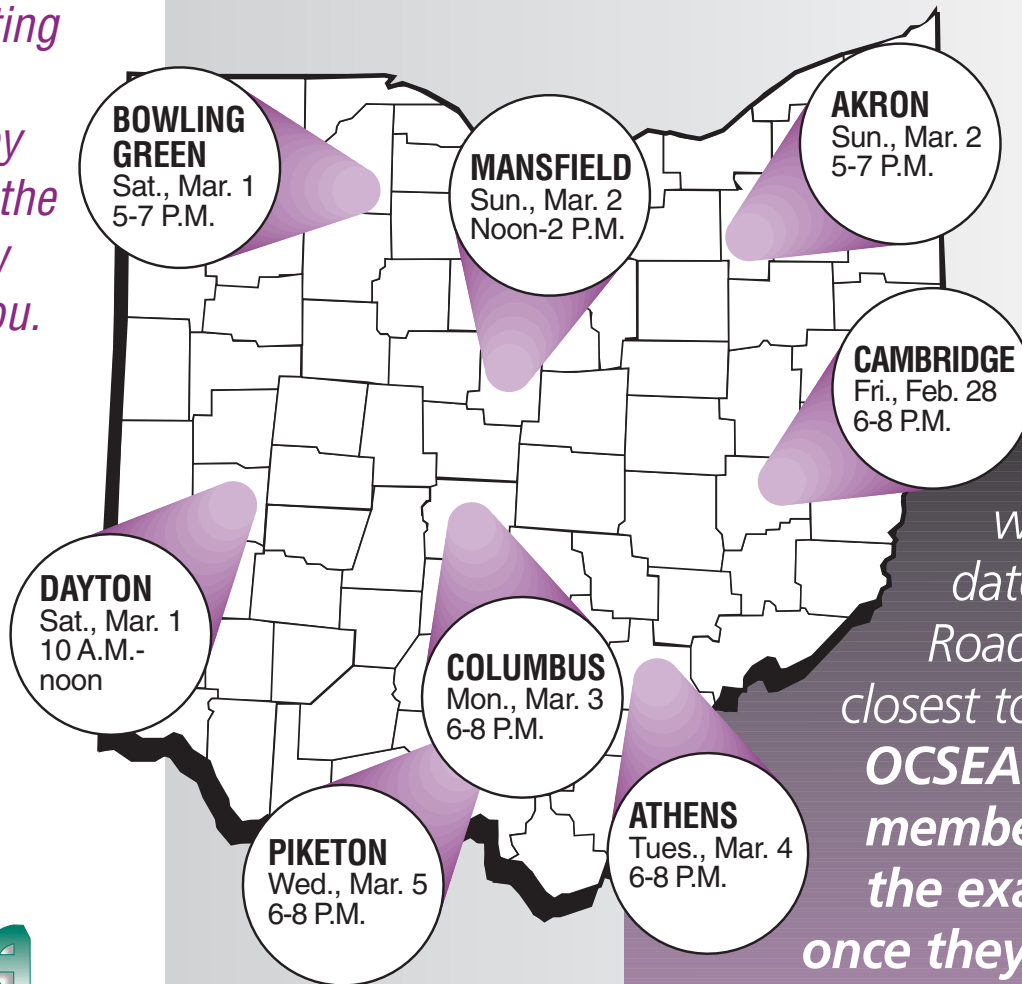 the
ou.
BOWLING
GREEN
Sat., Mar. 1
5-7 P.M.
MANSFIELD
Sun., Mar. 2
Noon-2 P.M.
AKRON
Sun., Mar. 2
5-7 P.M.
CAMBRIDGE
Fri., Feb. 28
6-8 P.M.
DAYTON
Sat., Mar. 1
10 A.M.-
noon
COLUMBUS
Mon., Mar. 3
6-8 P.M.
PIKETON
Wed., Mar. 5
6-8 P.M.
ATHENS
Tues., Mar. 4
6-8 P.M.
w
date
Road
closest to
OCSEA
membe
the exa
once they